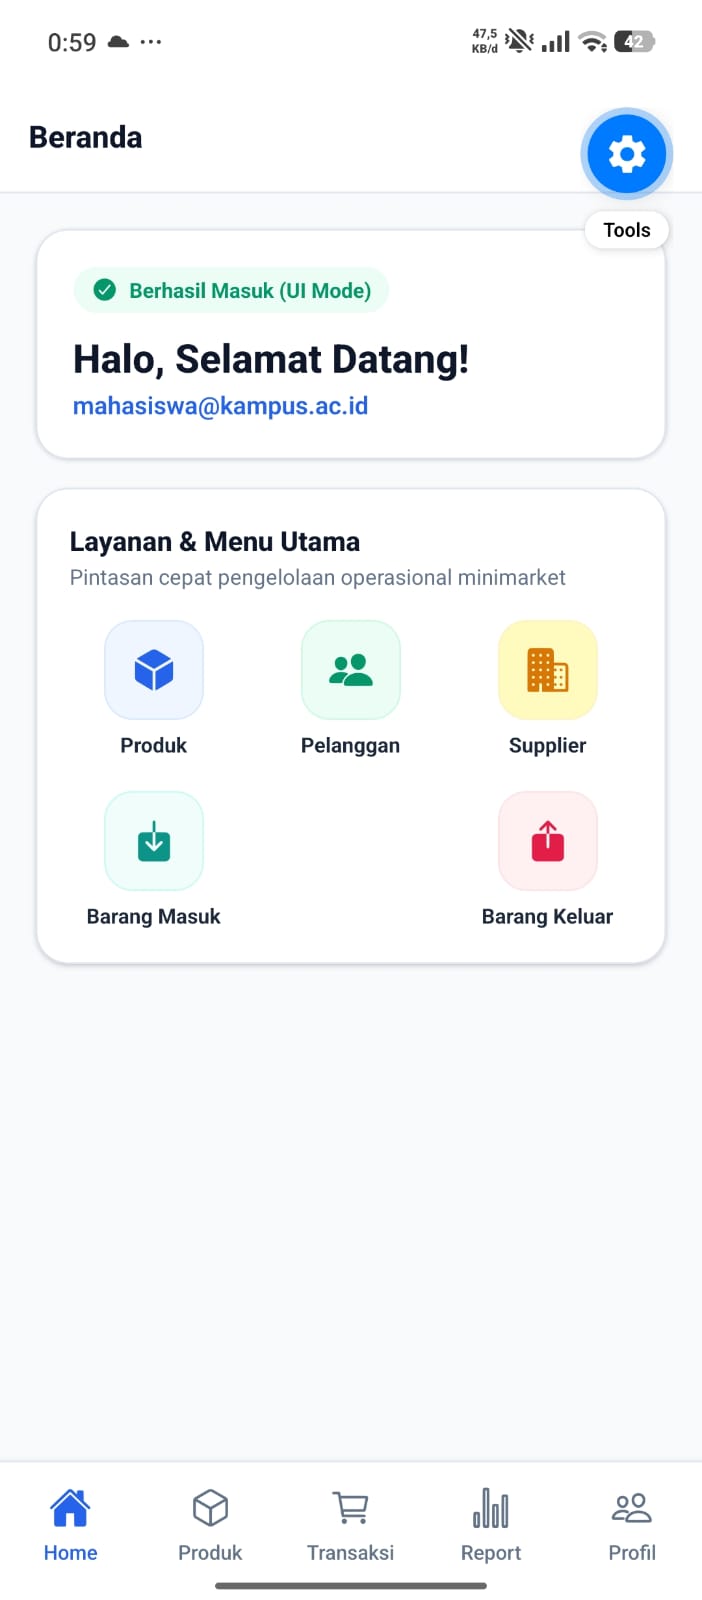 0:59
47,5
KB/d
42
Beranda
Tools
Berhasil Masuk (UI Mode)
Halo, Selamat Datang!
mahasiswa@kampus.ac.id
Layanan & Menu Utama
Pintasan cepat pengelolaan operasional minimarket
Produk
Pelanggan
Supplier
Barang Masuk
Barang Keluar
Home
Produk
Transaksi
Report
Profil